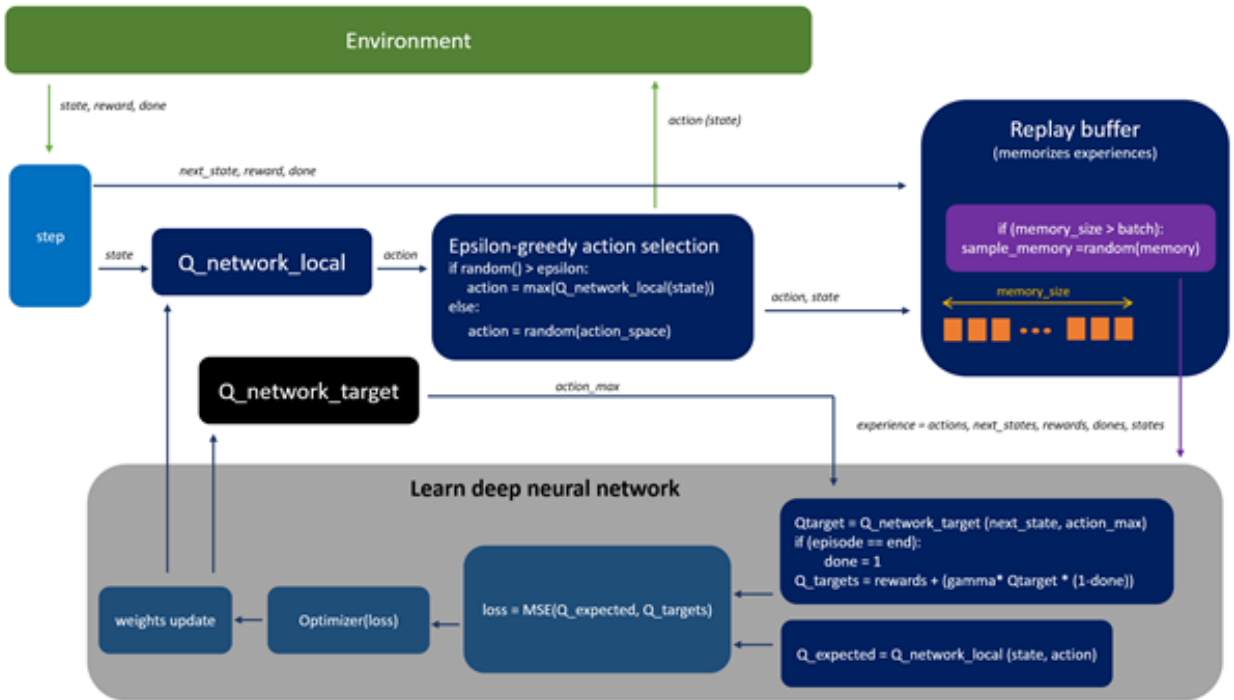 Environment
state, reward, done
action (state)
Replay buffer
(memorizes experiences)
next_state, reward, done
step
if (memory_size > batch):
sample_memory =random(memory)
state
Q_network_local
action
Epsilon-greedy action selection
if random() > epsilon:
action = max(Q_network_local(state))
else:
action = random(action_space)
action, state
memory_size
Q_network_target
action_max
experience = actions, next_states, rewards, dones, states
Learn deep neural network
Qtarget = Q_network_target (next_state, action_max)
if (episode == end):
done = 1
Q_targets = rewards + (gamma* Qtarget * (1-done))
weights update
Optimizer(loss)
loss = MSE(Q_expected, Q_targets)
Q_expected = Q_network_local (state, action)